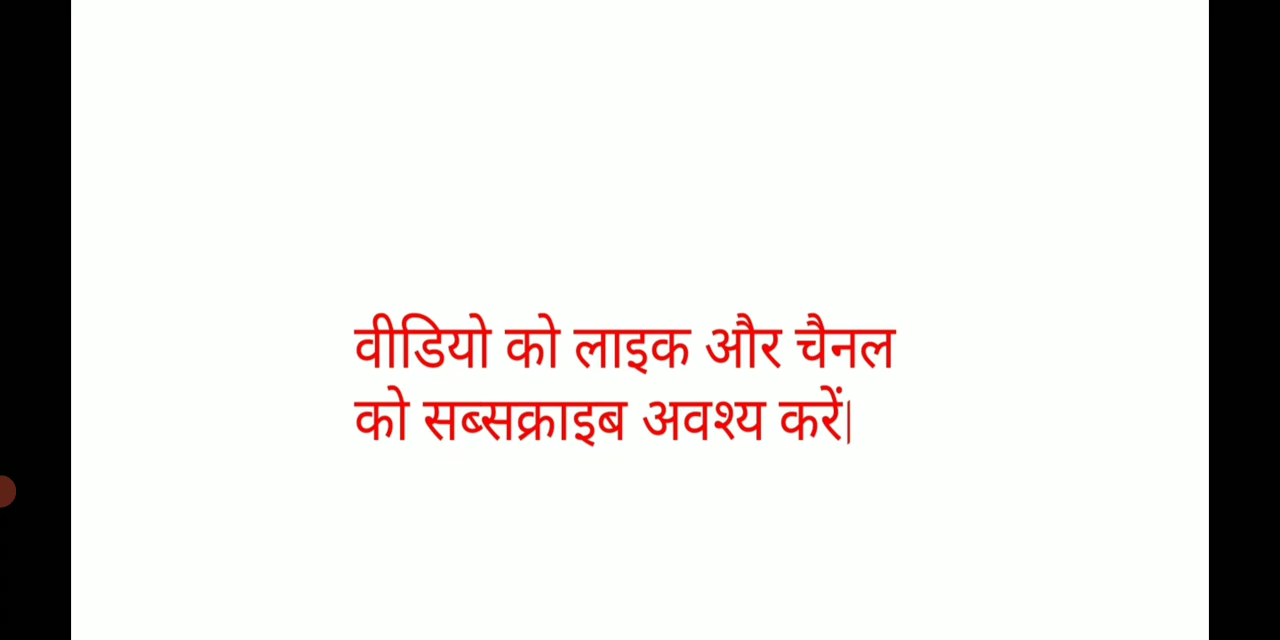 वीडियो को लाइक और चैनल
को सब्सक्राइब अवश्य करें|